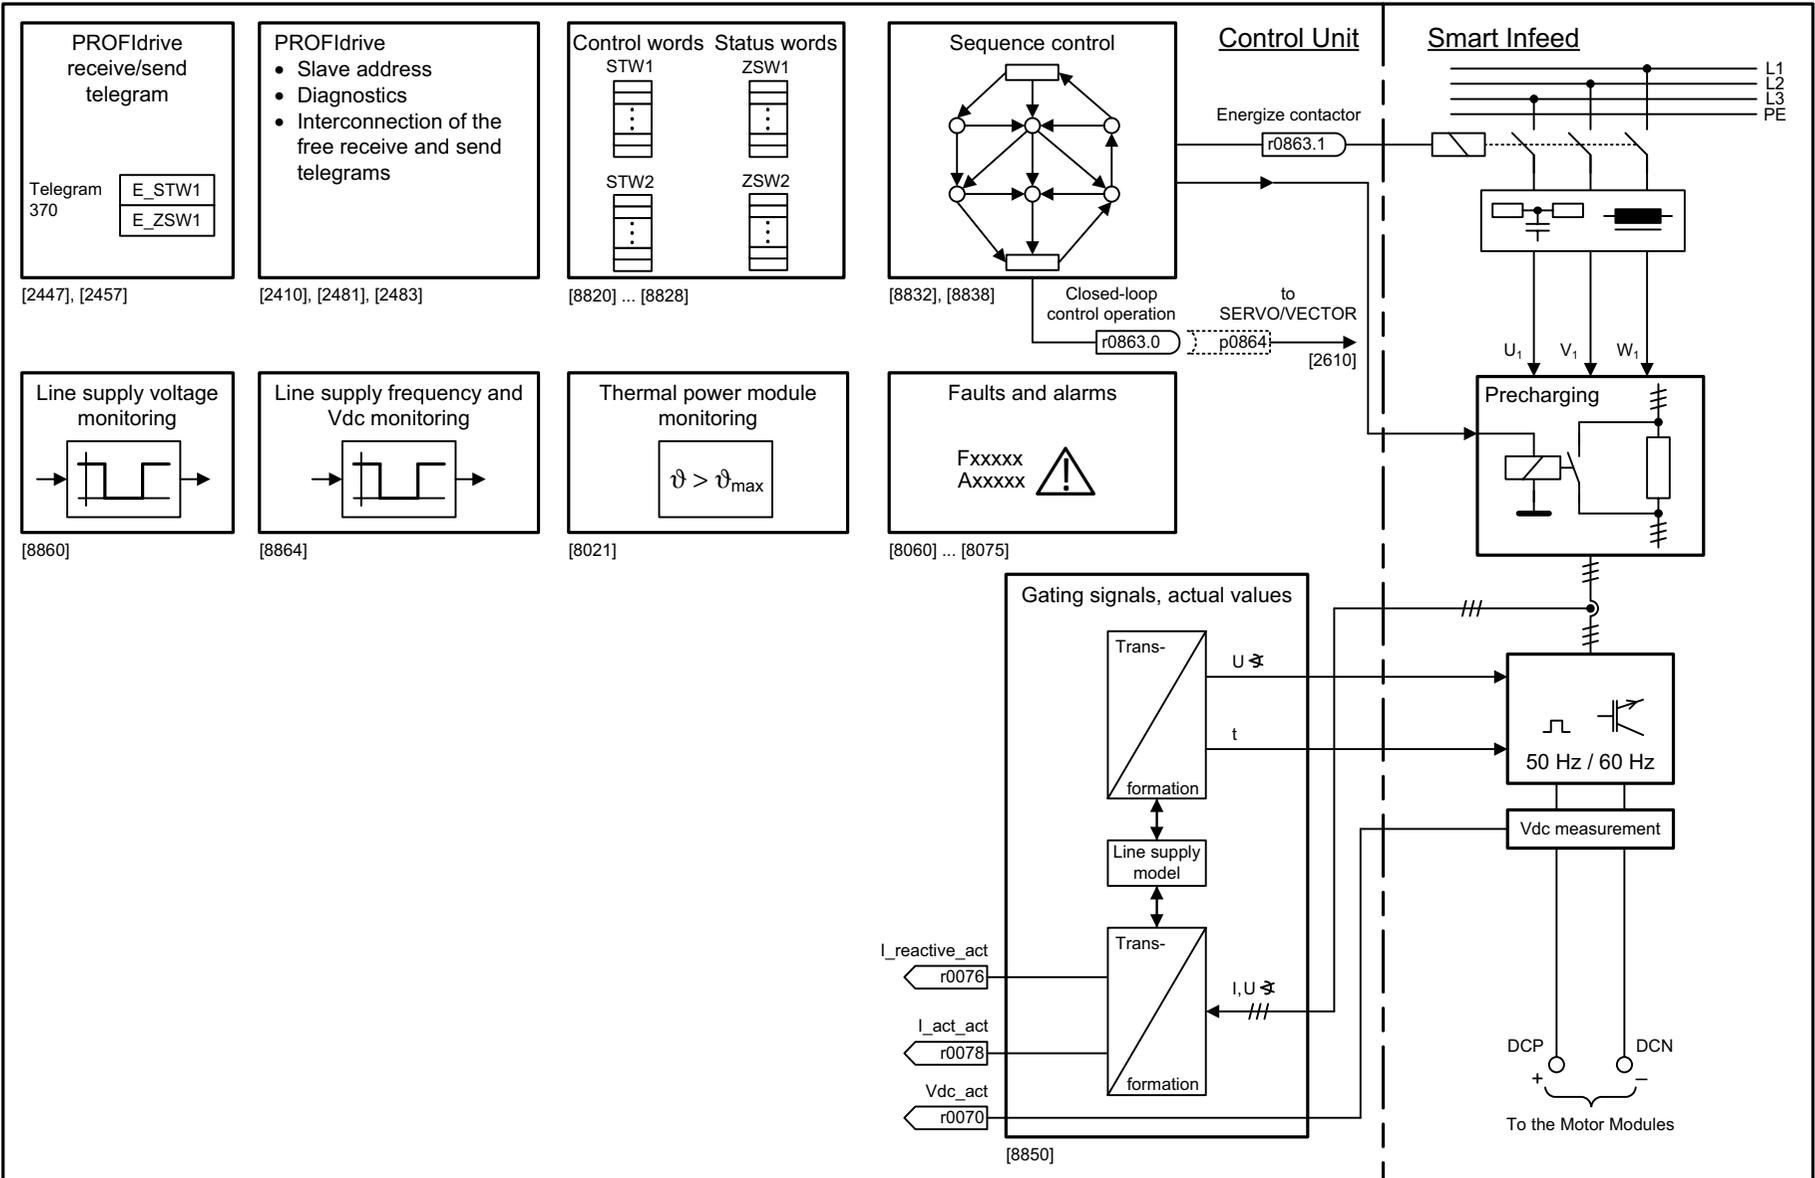 PROFIdrive
receive/send
telegram
Telegram
370
E_STW1
E_ZSW1
[2447], [2457]
PROFIdrive
• Slave address
• Diagnostics
• Interconnection of the
free receive and send
telegrams
[2410], [2481], [2483]
Control words Status words
STW1 ZSW1
STW2 ZSW2
[8820] ... [8828]
Sequence control
[8832], [8838]
Control Unit
Smart Infeed
L1
L2
L3
PE
Energize contactor
r0863.1
Closed-loop
control operation
r0863.0
to
SERVO/VECTOR
p0864
[2610]
U₁ V₁ W₁
Line supply voltage
monitoring
[8860]
Line supply frequency and
Vdc monitoring
[8864]
Thermal power module
monitoring
ϑ > ϑmax
[8021]
Faults and alarms
Fxxxxx
Axxxxx
!
[8060] ... [8075]
Precharging
Gating signals, actual values
Trans-
formation
U ∢
t
50 Hz / 60 Hz
Vdc measurement
Line supply
model
Trans-
formation
I,U ∢
I_reactive_act
r0076
I_act_act
r0078
Vdc_act
r0070
[8850]
DCP DCN
+ –
To the Motor Modules